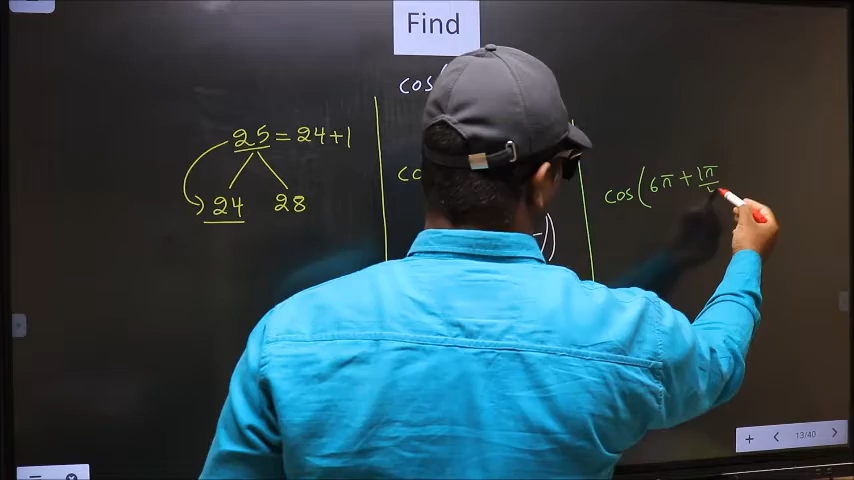 Find
cos
25 = 24 + 1
24 28
co
cos(6π + 1π
13/40